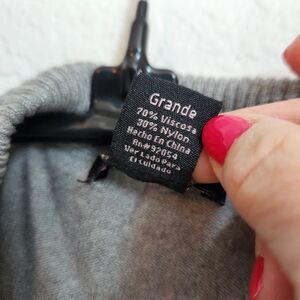 Grande
70% Viscosa
30% Nylon
Hecho En China
Rn#92054
Ver Lado Para
El Cuidado